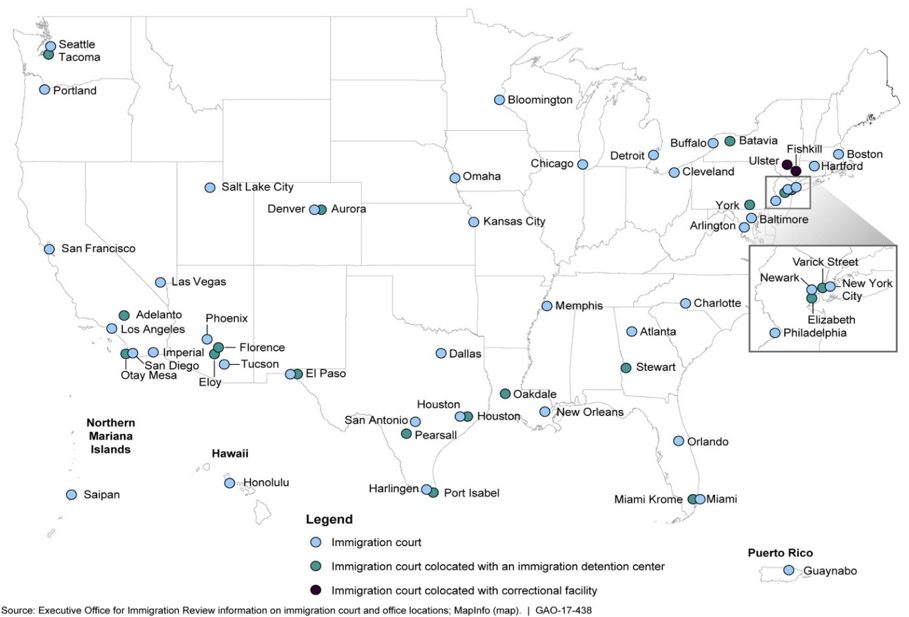 Seattle
Tacoma
Portland
Bloomington
Buffalo
Batavia
Fishkill
Ulster
Boston
Hartford
Detroit
Chicago
Cleveland
Omaha
Salt Lake City
Denver
Aurora
York
Baltimore
Arlington
Kansas City
San Francisco
Las Vegas
Varick Street
Newark
New York
City
Elizabeth
Philadelphia
Adelanto
Los Angeles
Phoenix
Memphis
Charlotte
Atlanta
Imperial
San Diego
Otay Mesa
Florence
Tucson
Eloy
El Paso
Dallas
Stewart
Oakdale
Houston
Houston
New Orleans
San Antonio
Pearsall
Orlando
Northern
Mariana
Islands
Hawaii
Saipan
Honolulu
Harlingen
Port Isabel
Miami Krome
Miami
Legend
Immigration court
Immigration court colocated with an immigration detention center
Immigration court colocated with correctional facility
Puerto Rico
Guaynabo
Source: Executive Office for Immigration Review information on immigration court and office locations; MapInfo (map). | GAO-17-438